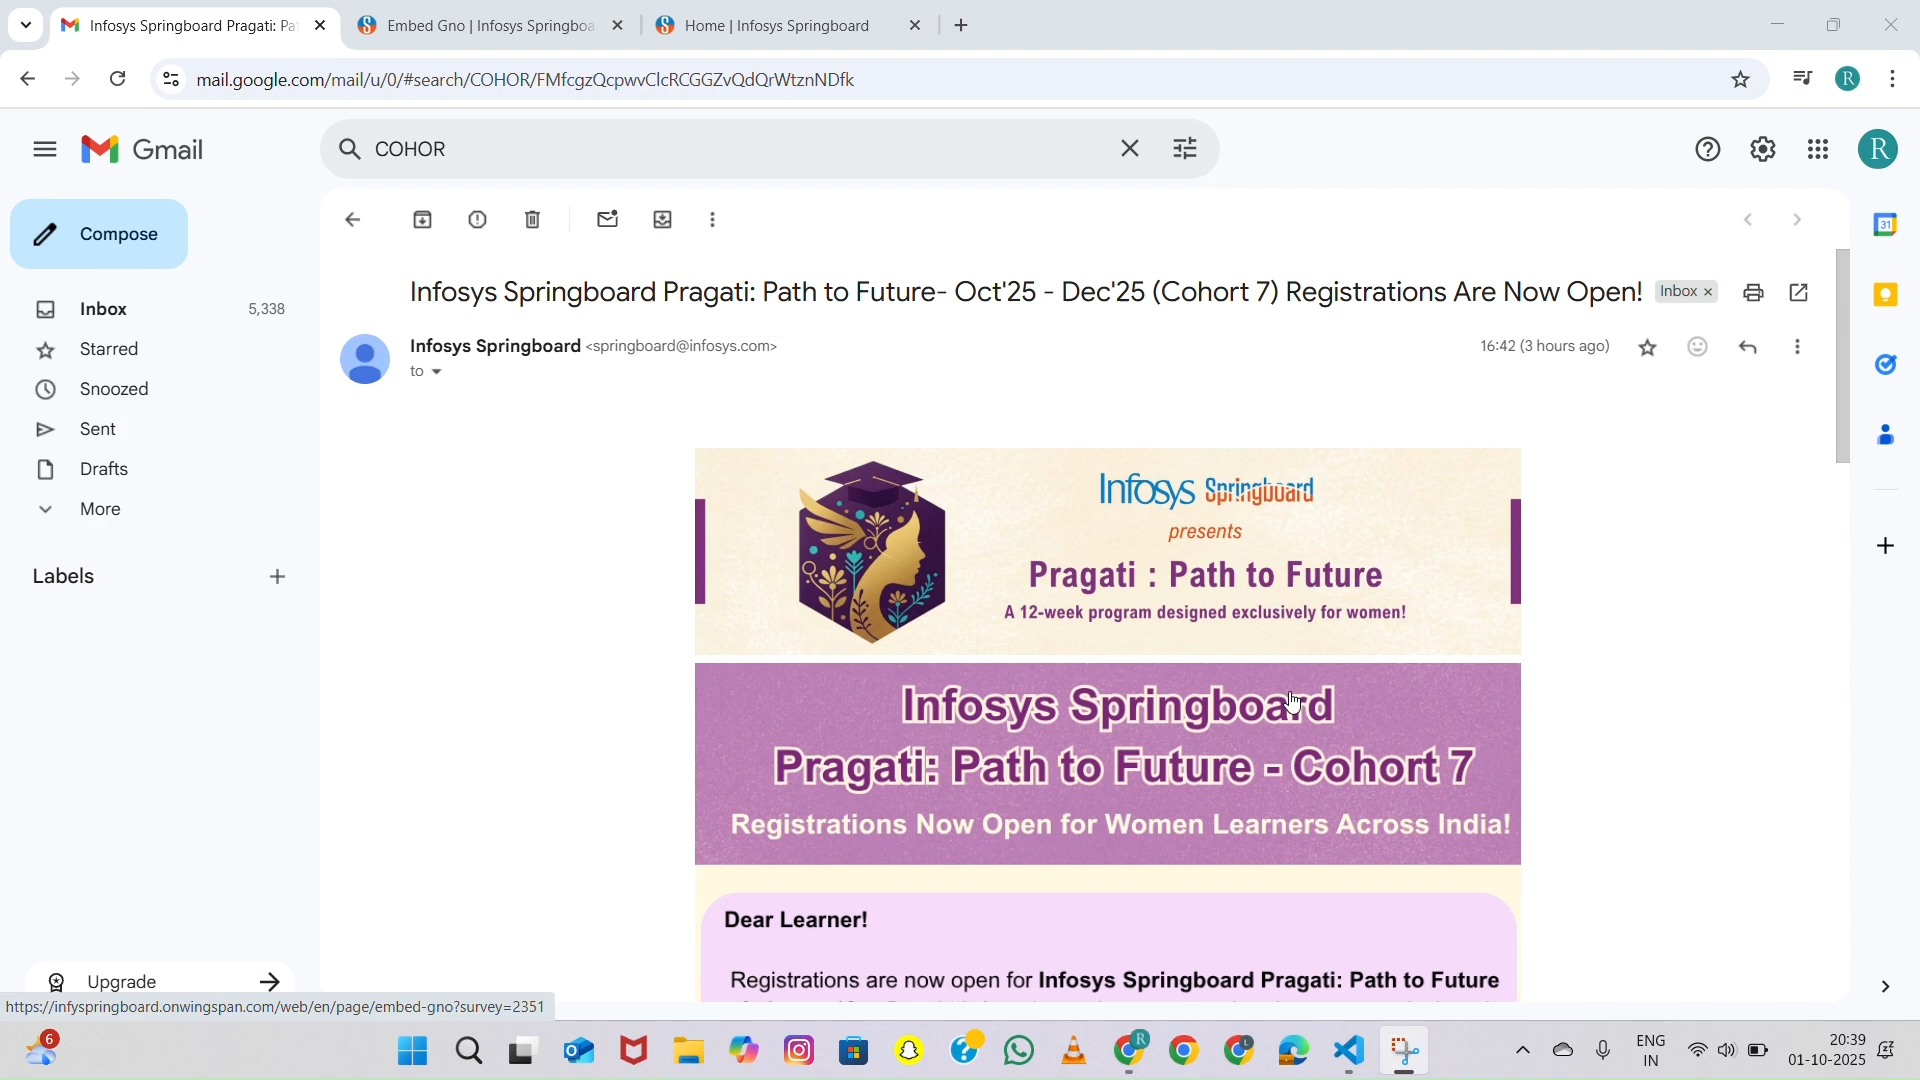 Infosys Springboard Pragati: Pa
Embed Gno | Infosys Springboa
Home | Infosys Springboard
mail.google.com/mail/u/0/#search/COHOR/FMfcgzQcpwvClcRCGGZvQdQrWtznNDfk
R
Gmail
COHOR
R
Compose
Inbox 5,338
Starred
Snoozed
Sent
Drafts
More
Labels
Upgrade
Infosys Springboard Pragati: Path to Future- Oct'25 - Dec'25 (Cohort 7) Registrations Are Now Open!
Inbox ×
Infosys Springboard <springboard@infosys.com>
16:42 (3 hours ago)
to
31
Infosys Springboard
presents
Pragati : Path to Future
A 12-week program designed exclusively for women!
Infosys Springboard
Pragati: Path to Future - Cohort 7
Registrations Now Open for Women Learners Across India!
Dear Learner!
Registrations are now open for Infosys Springboard Pragati: Path to Future
https://infyspringboard.onwingspan.com/web/en/page/embed-gno?survey=2351
6
R
L
ENG
IN
20:39
01-10-2025